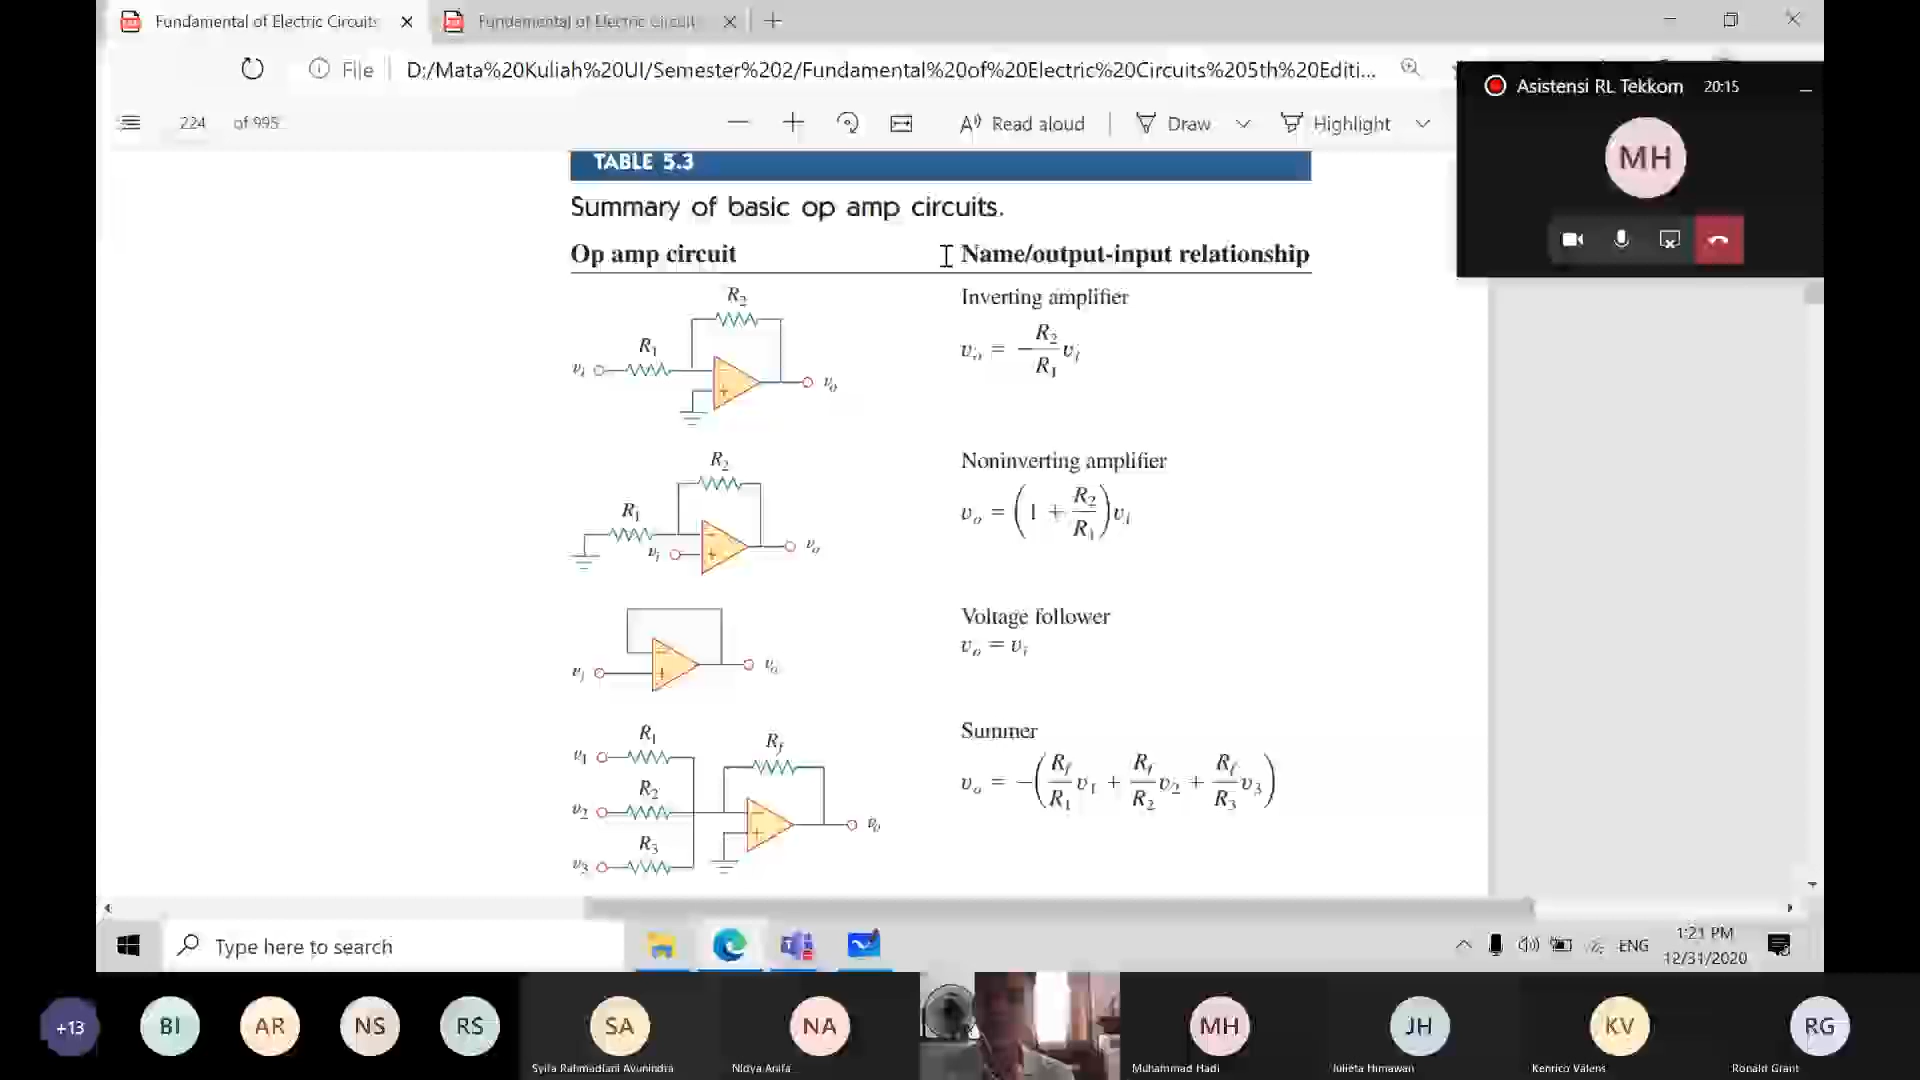 Fundamental of Electric Circuits
Fundamental of Electric Circuit
File
D:/Mata%20Kuliah%20UI/Semester%202/Fundamental%20of%20Electric%20Circuits%205th%20Editi...
224 of 995
Read aloud
Draw
Highlight
Asistensi RL Tekkom 20:15
MH
TABLE 5.3
Summary of basic op amp circuits.
Op amp circuit
Name/output-input relationship
R₂
R₁
vᵢ
vₒ
Inverting amplifier
vₒ = −R₂/R₁ vᵢ
R₂
R₁
vᵢ
vₒ
Noninverting amplifier
vₒ = (1 + R₂/R₁)vᵢ
vᵢ
vₒ
Voltage follower
vₒ = vᵢ
R₁
v₁
R₂
v₂
R₃
v₃
R_f
vₒ
Summer
vₒ = −(R_f/R₁ v₁ + R_f/R₂ v₂ + R_f/R₃ v₃)
Type here to search
ENG
1:21 PM
12/31/2020
+13
BI
AR
NS
RS
SA
Syifa Rahmadiani Avunindra
NA
Nidya Anifa
MH
Muhammad Hadi
JH
Julieta Himawan
KV
Kenrico Valens
RG
Ronald Grant